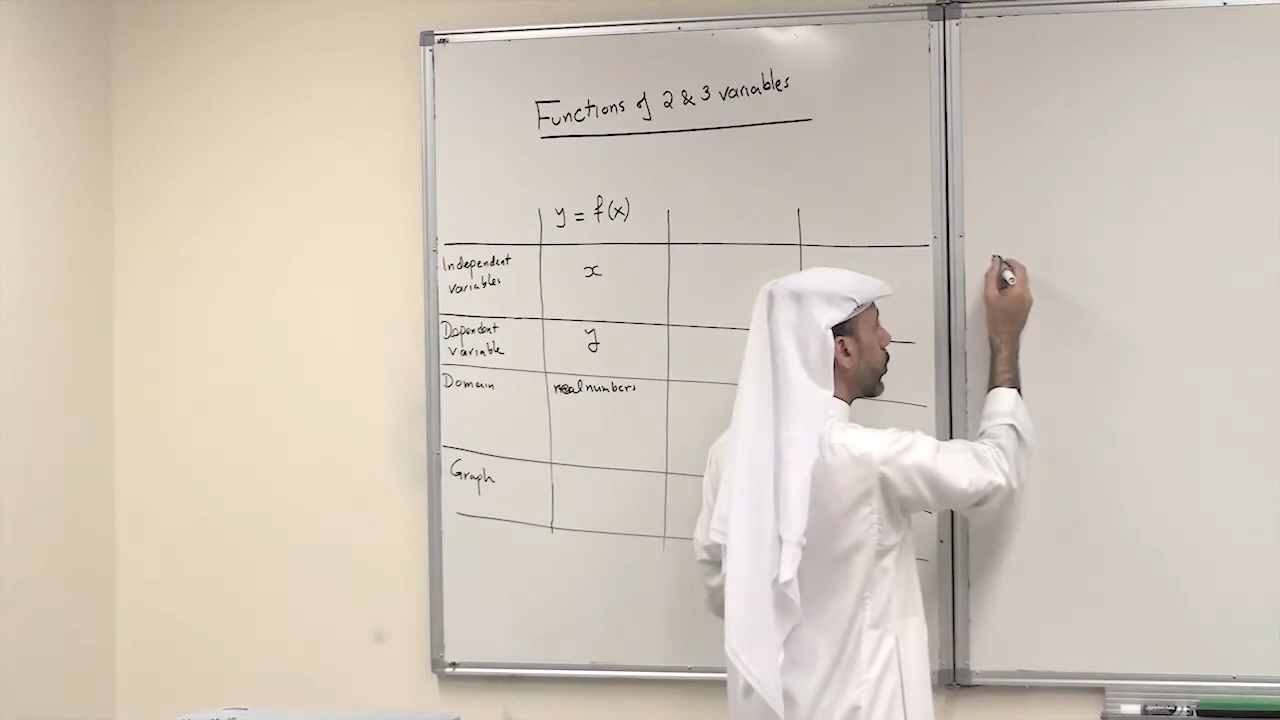 Functions of 2 & 3 variables
y = f(x)
Independent
variables
x
Dependent
variable
y
Domain
real numbers
Graph